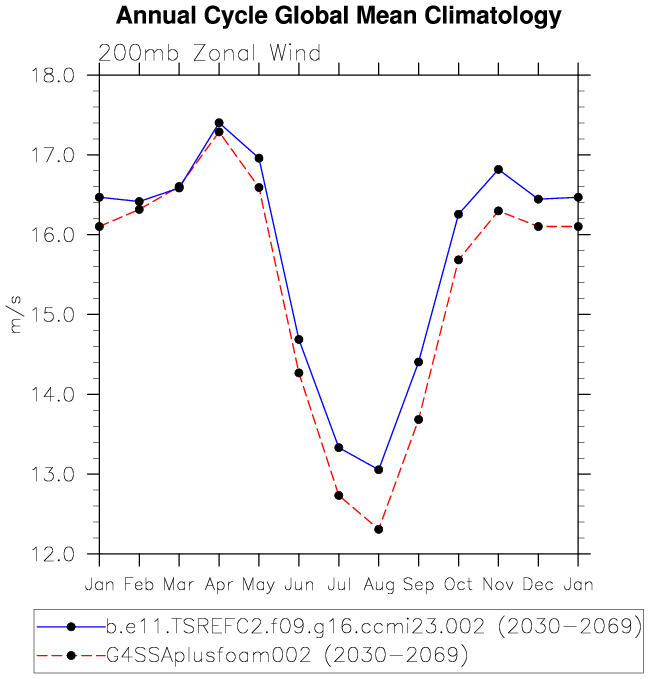 Annual Cycle Global Mean Climatology
200mb Zonal Wind
18.0
17.0
16.0
15.0
14.0
13.0
12.0
m/s
Jan Feb Mar Apr May Jun Jul Aug Sep Oct Nov Dec Jan
b.e11.TSREFC2.f09.g16.ccmi23.002 (2030-2069)
G4SSAplusfoam002 (2030-2069)